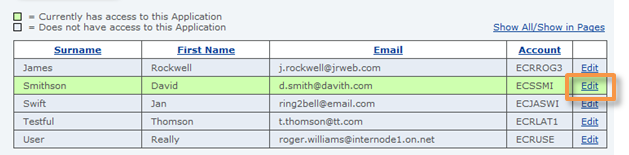 = Currently has access to this Application
= Does not have access to this Application
Show All/Show in Pages
Surname First Name Email Account
James Rockwell j.rockwell@jrweb.com ECRROG3 Edit
Smithson David d.smith@davith.com ECSSMI Edit
Swift Jan ring2bell@email.com ECJASWI Edit
Testful Thomson t.thomson@tt.com ECRLAT1 Edit
User Really roger.williams@internode1.on.net ECRUSE Edit